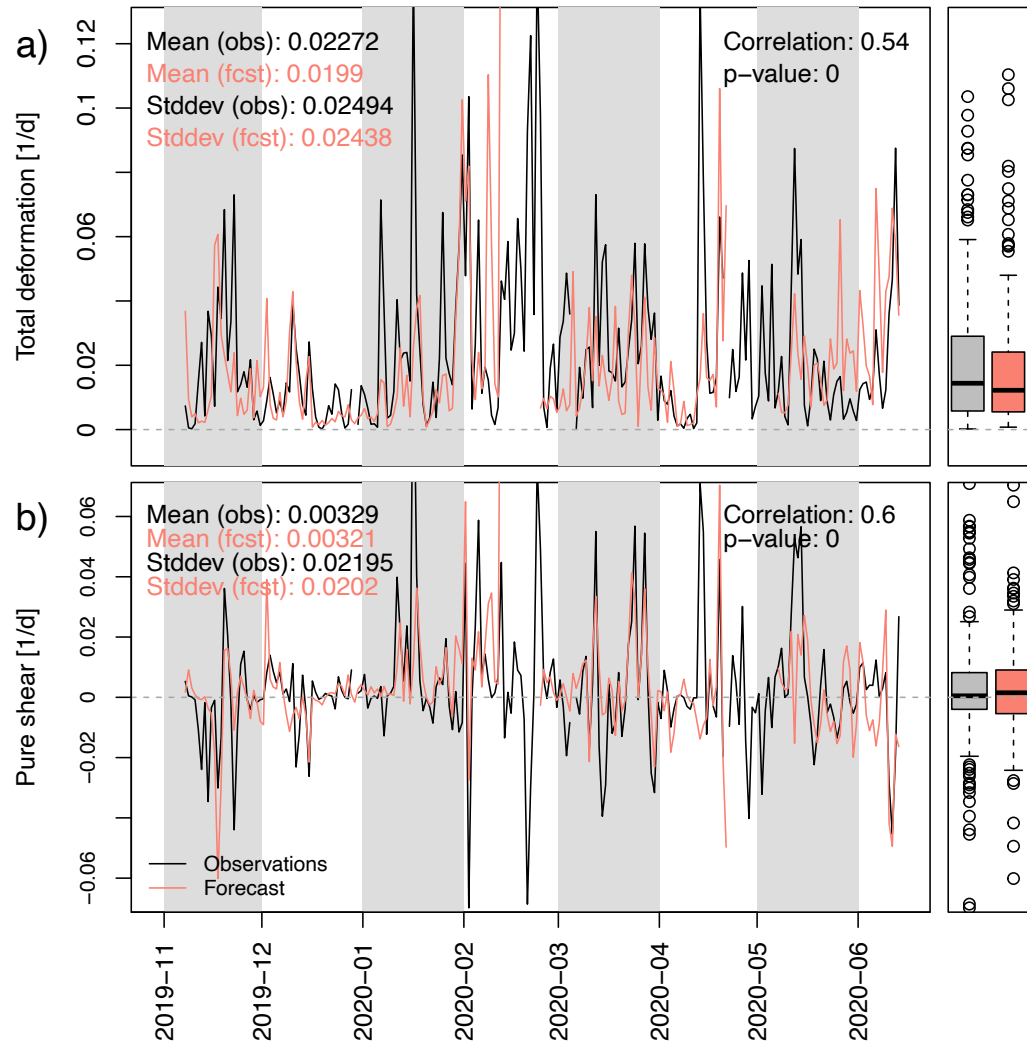 a)
Total deformation [1/d]
0.12
0.1
0.06
0.02
0
Mean (obs): 0.02272
Mean (fcst): 0.0199
Stddev (obs): 0.02494
Stddev (fcst): 0.02438
Correlation: 0.54
p-value: 0
b)
Pure shear [1/d]
0.06
0.04
0.02
0
-0.02
-0.06
Mean (obs): 0.00329
Mean (fcst): 0.00321
Stddev (obs): 0.02195
Stddev (fcst): 0.0202
Correlation: 0.6
p-value: 0
Observations
Forecast
2019-11
2019-12
2020-01
2020-02
2020-03
2020-04
2020-05
2020-06